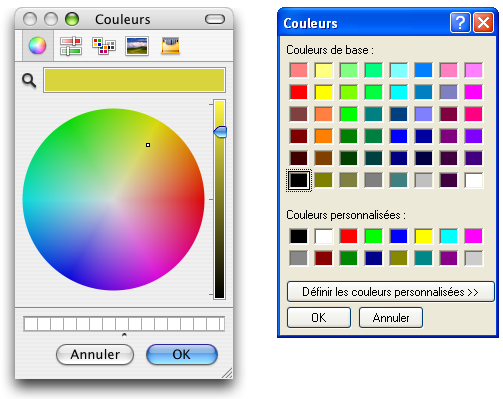 Couleurs
Annuler
OK
Couleurs
Couleurs de base :
Couleurs personnalisées :
Définir les couleurs personnalisées >>
OK
Annuler